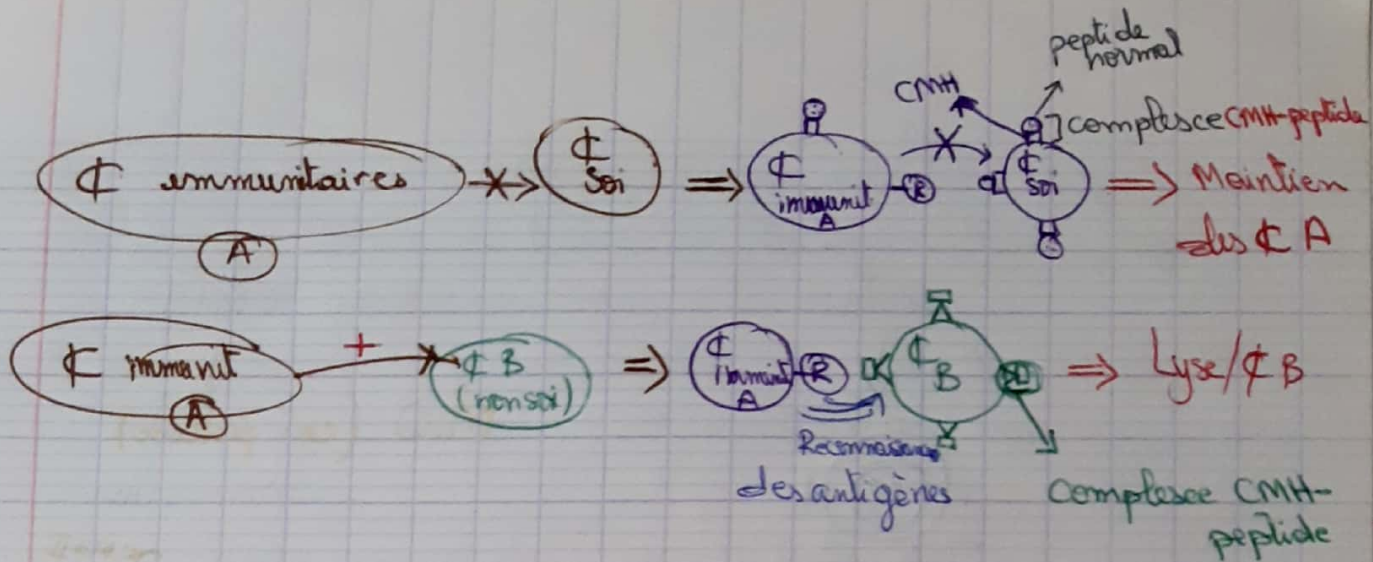 peptide
normal
CMH
]complexe CMH-peptide
₵ immunitaires
A
₵
Soi
=>
₵
immunit
A
R
₵
soi
=> Maintien
des ₵ A
₵ immunit
A
+
₵ B
(non soi)
=>
₵
immunit
A
R
₵
B
=> Lyse/₵ B
Reconnaissance
des antigènes
Complexe CMH-
peptide